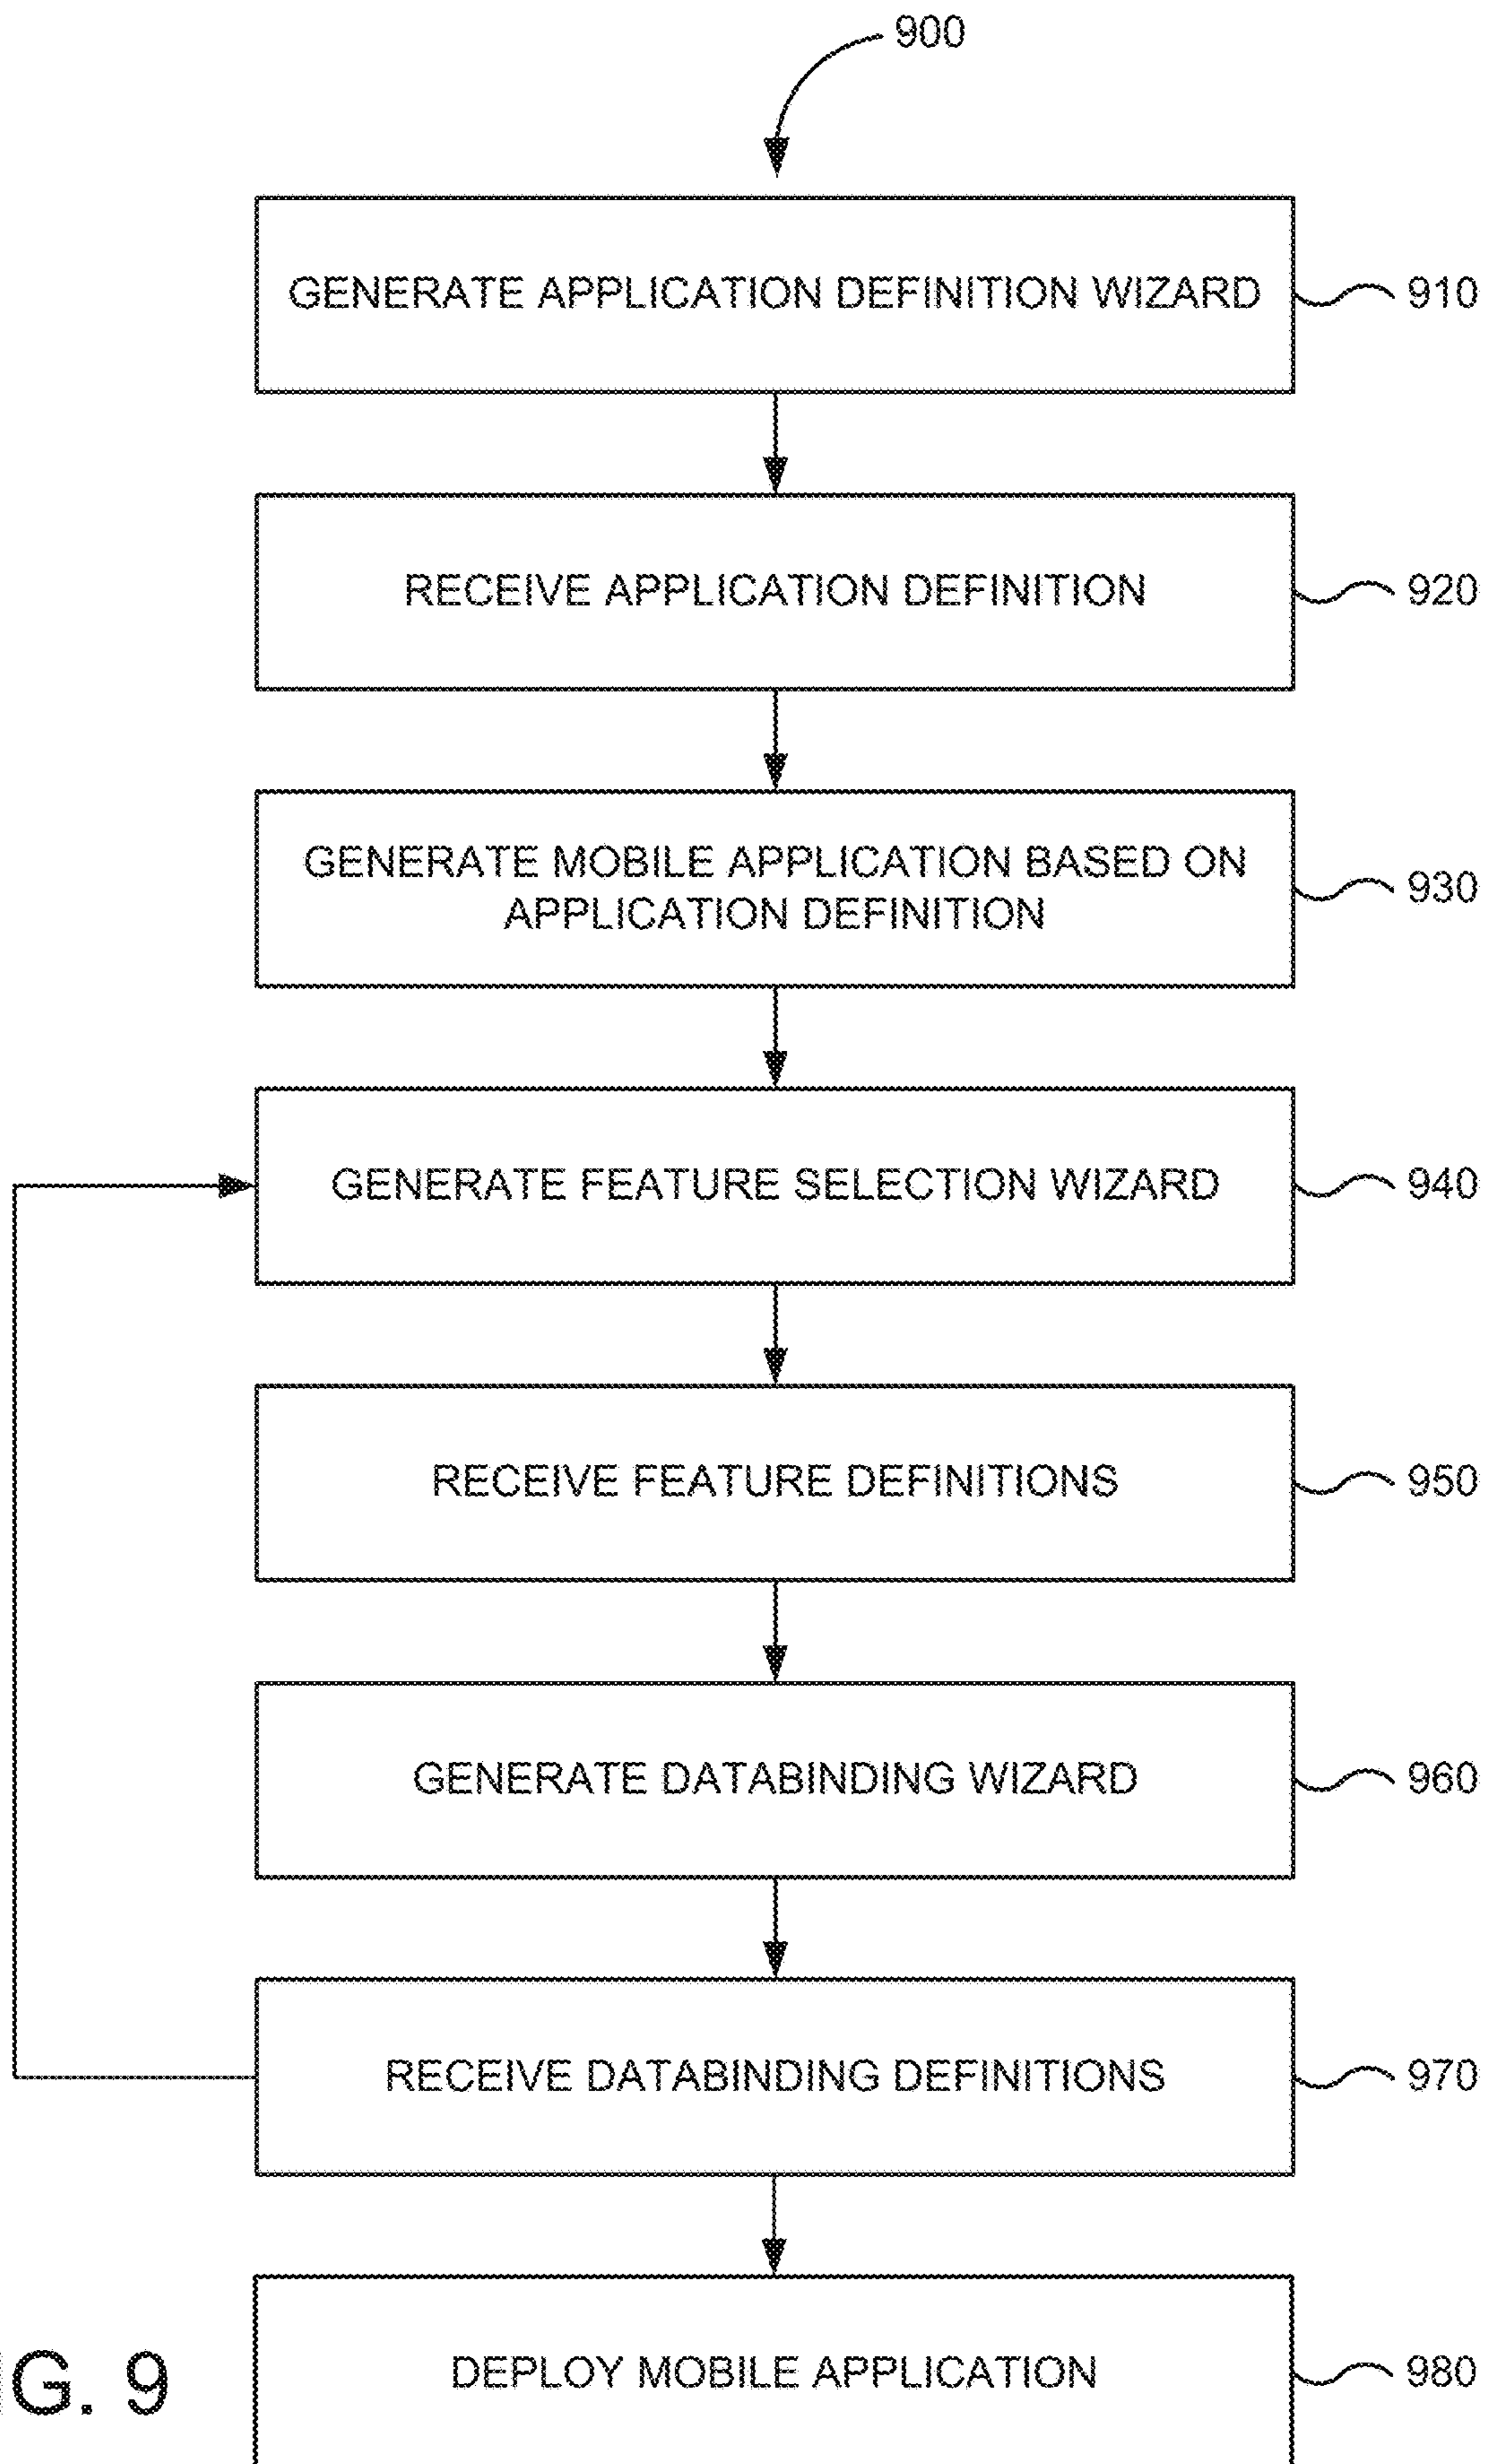 900
GENERATE APPLICATION DEFINITION WIZARD
910
RECEIVE APPLICATION DEFINITION
920
GENERATE MOBILE APPLICATION BASED ON
APPLICATION DEFINITION
930
GENERATE FEATURE SELECTION WIZARD
940
RECEIVE FEATURE DEFINITIONS
950
GENERATE DATABINDING WIZARD
960
RECEIVE DATABINDING DEFINITIONS
970
DEPLOY MOBILE APPLICATION
980
G. 9